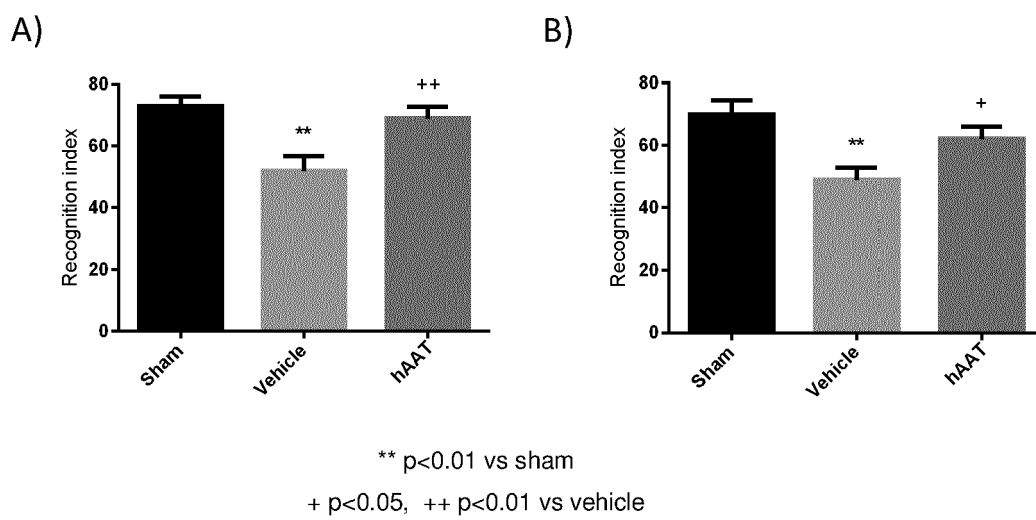 A)
Recognition index
80
60
40
20
0
**
++
Sham
Vehicle
hAAT
B)
Recognition index
80
60
40
20
0
**
+
Sham
Vehicle
hAAT
** p<0.01 vs sham
+ p<0.05, ++ p<0.01 vs vehicle